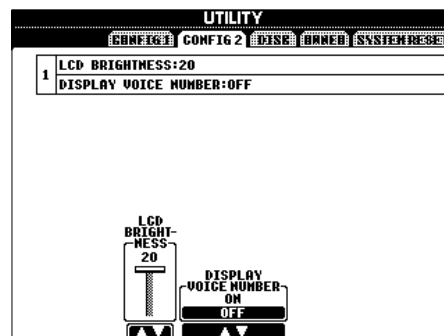 UTILITY
CONFIG 1 CONFIG 2 DISK OWNER SYSTEM RESE
1
LCD BRIGHTNESS:20
DISPLAY VOICE NUMBER:OFF
LCD
BRIGHT-
NESS
20
DISPLAY
VOICE NUMBER
ON
OFF